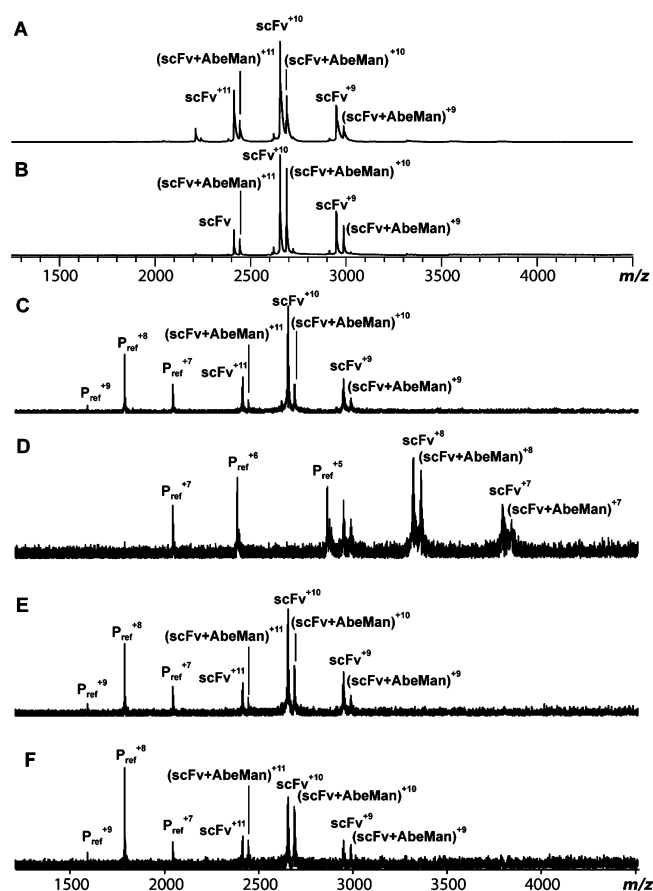 A
scFv+10
(scFv+AbeMan)+11
(scFv+AbeMan)+10
scFv+11
scFv+9
(scFv+AbeMan)+9
B
scFv+10
(scFv+AbeMan)+11
(scFv+AbeMan)+10
scFv
scFv+9
(scFv+AbeMan)+9
1500 2000 2500 3000 3500 4000 m/z
C
scFv+10
(scFv+AbeMan)+11
(scFv+AbeMan)+10
Pref+8
Pref+9
Pref+7
scFv+11
scFv+9
(scFv+AbeMan)+9
D
scFv+8
(scFv+AbeMan)+8
Pref+7
Pref+6
Pref+5
scFv+7
(scFv+AbeMan)+7
E
scFv+10
(scFv+AbeMan)+11
(scFv+AbeMan)+10
Pref+8
Pref+9
Pref+7
scFv+11
scFv+9
(scFv+AbeMan)+9
F
Pref+8
(scFv+AbeMan)+11
scFv+10
(scFv+AbeMan)+10
Pref+9
Pref+7
scFv+11
scFv+9
(scFv+AbeMan)+9
1500 2000 2500 3000 3500 4000 m/z